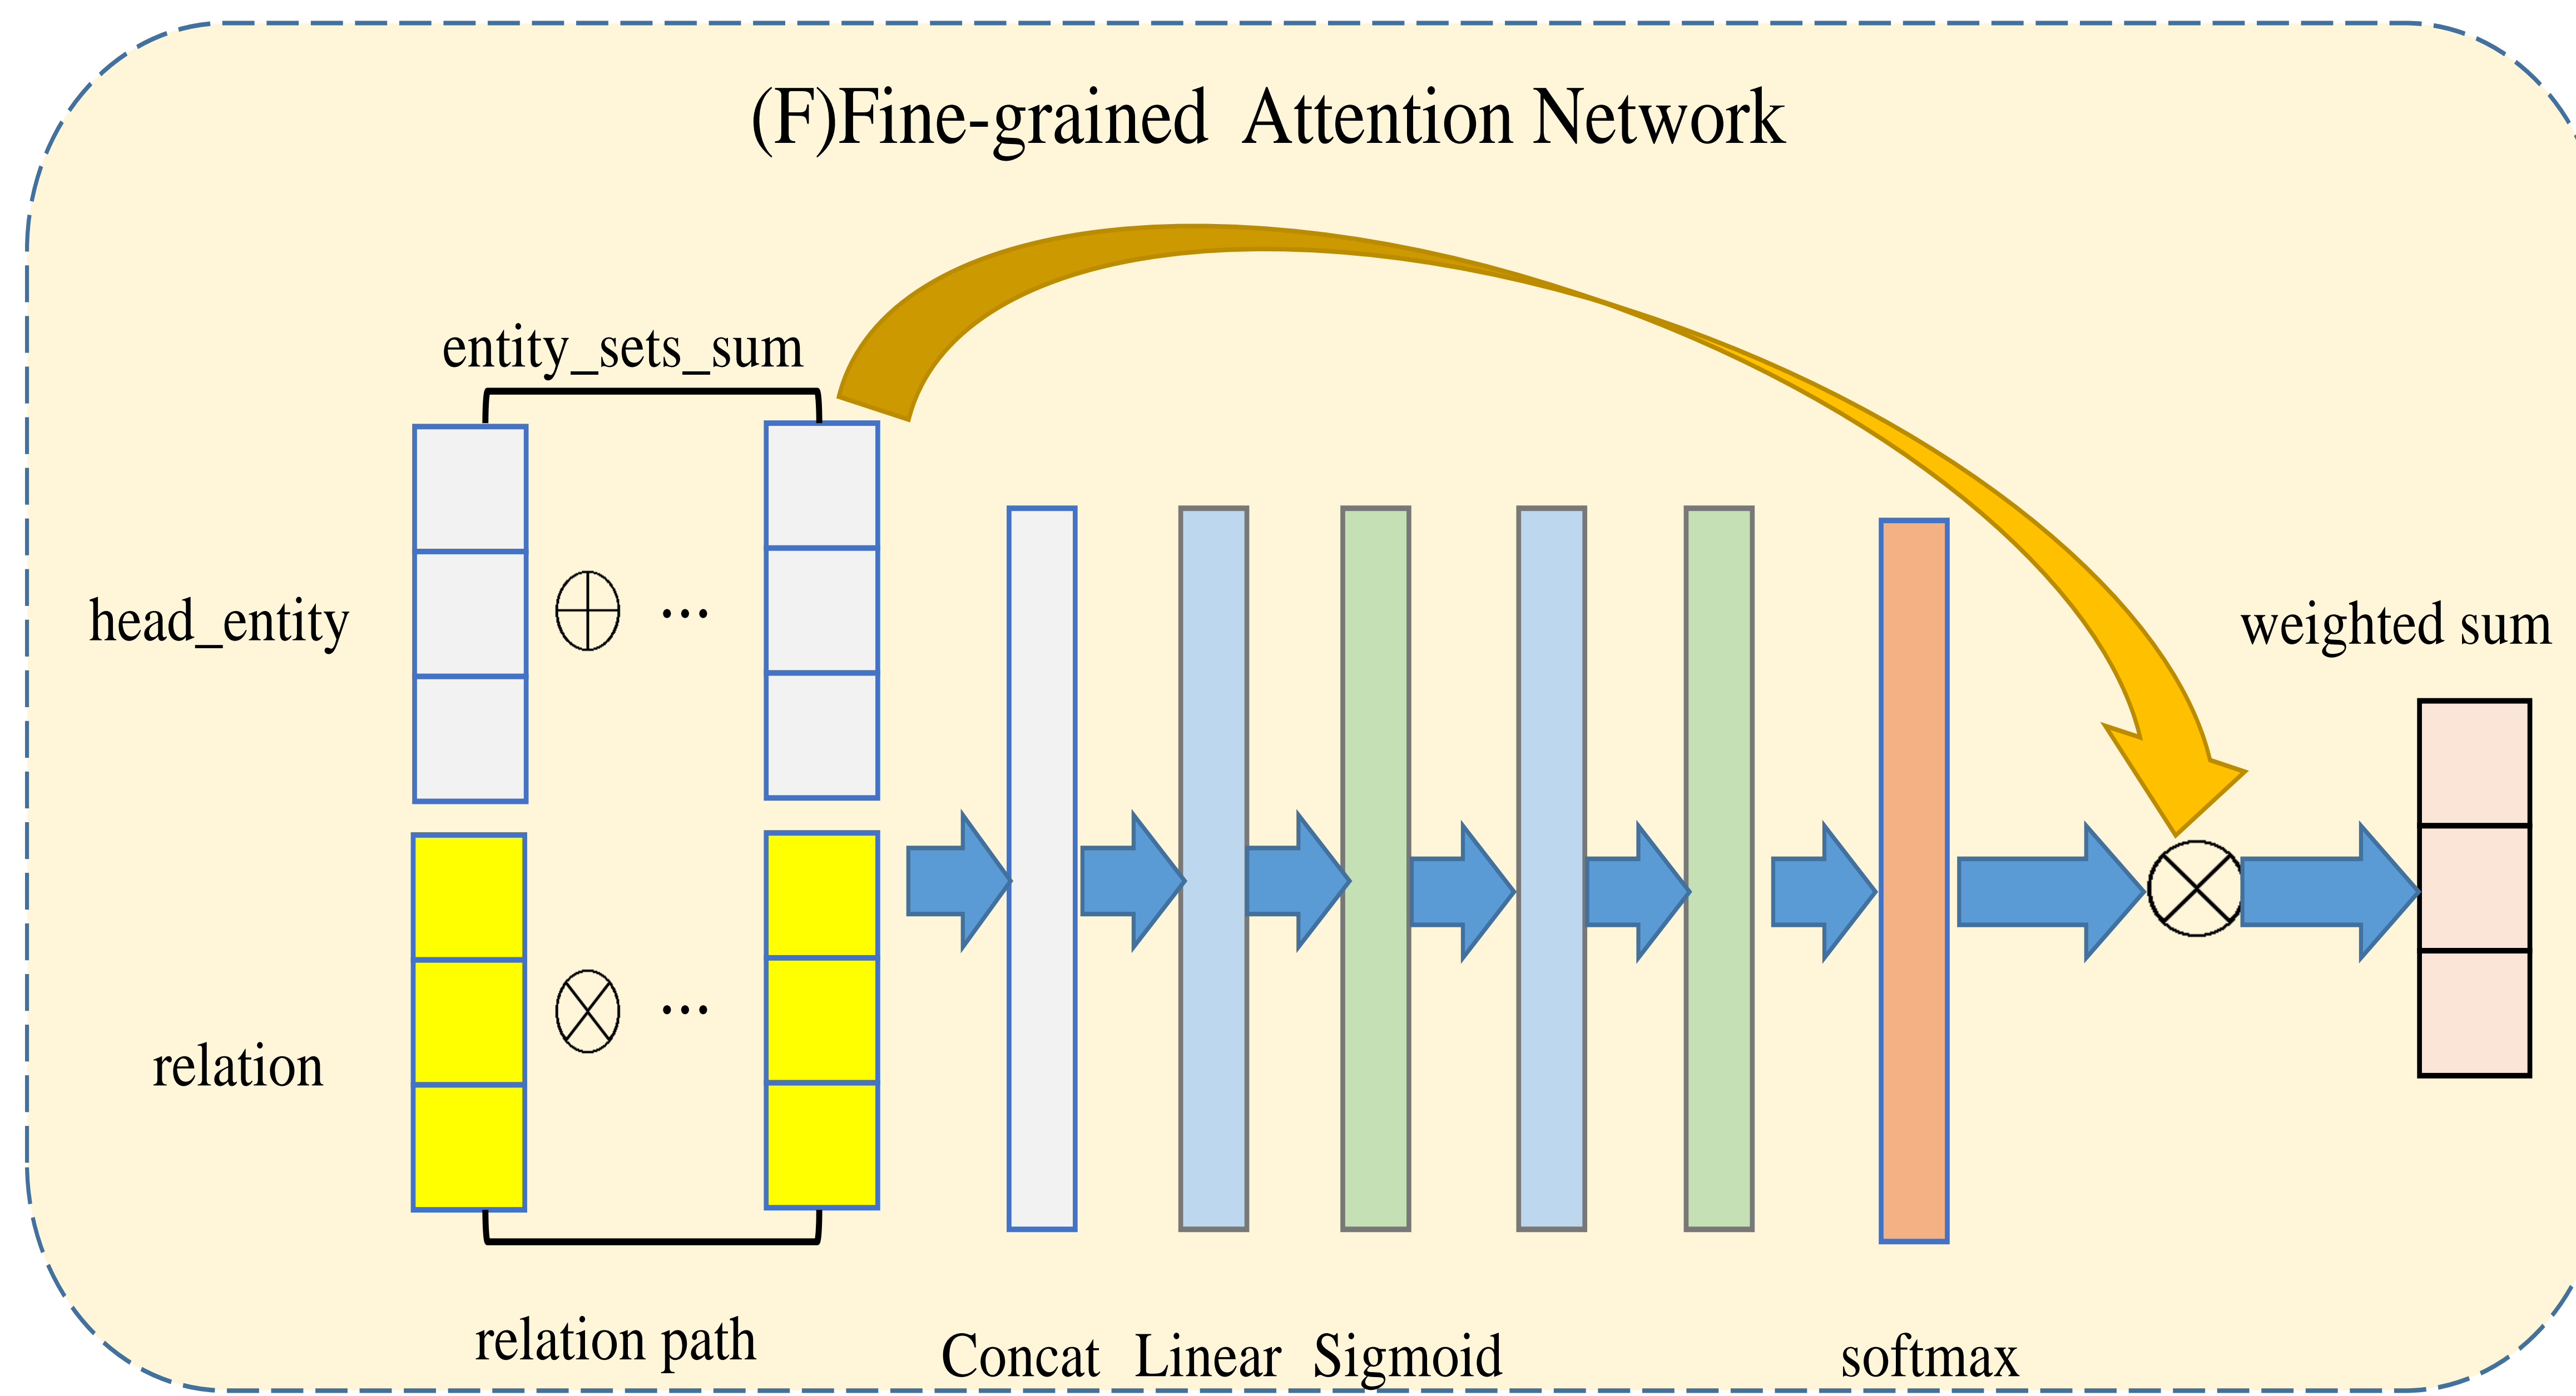 (F)Fine-grained  Attention Network
entity_sets_sum
...
head_entity
weighted sum
...
relation
relation path
Concat
Linear
Sigmoid
softmax